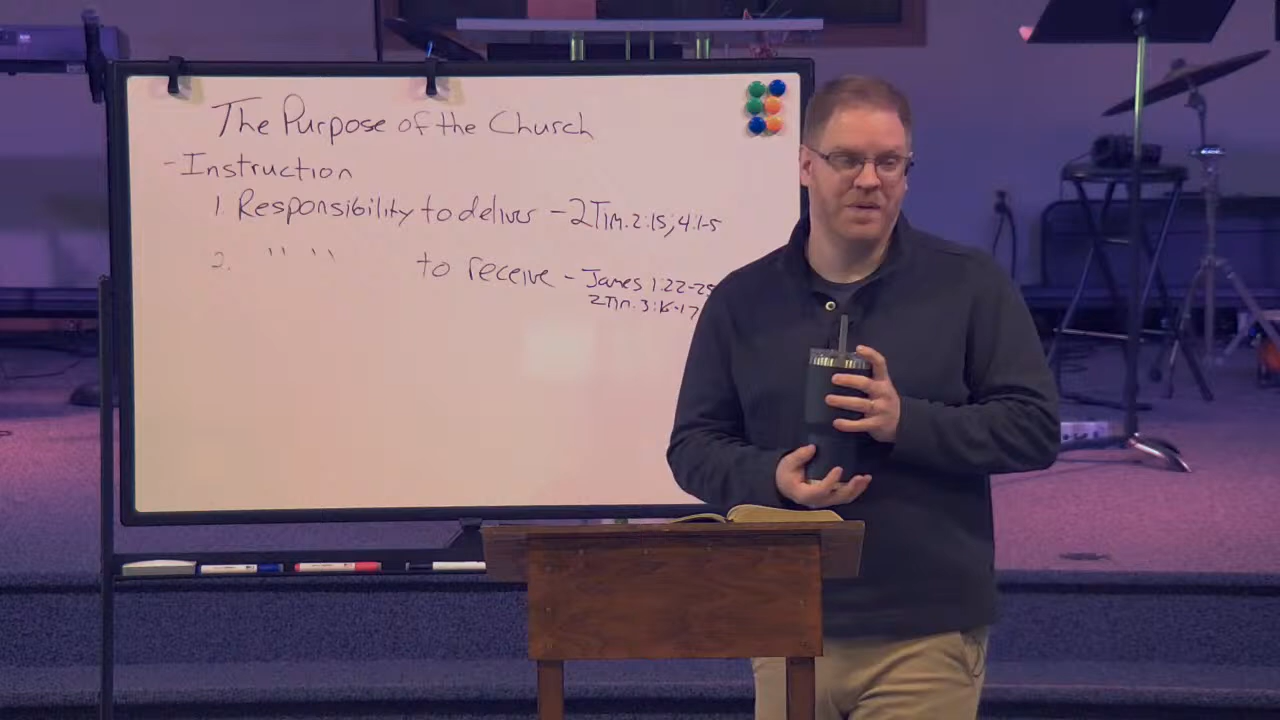 The Purpose of the Church
- Instruction
1. Responsibility to deliver - 2Tim. 2:15; 4:1-5
2. " " to receive - James 1:22-25
2Tim. 3:16-17